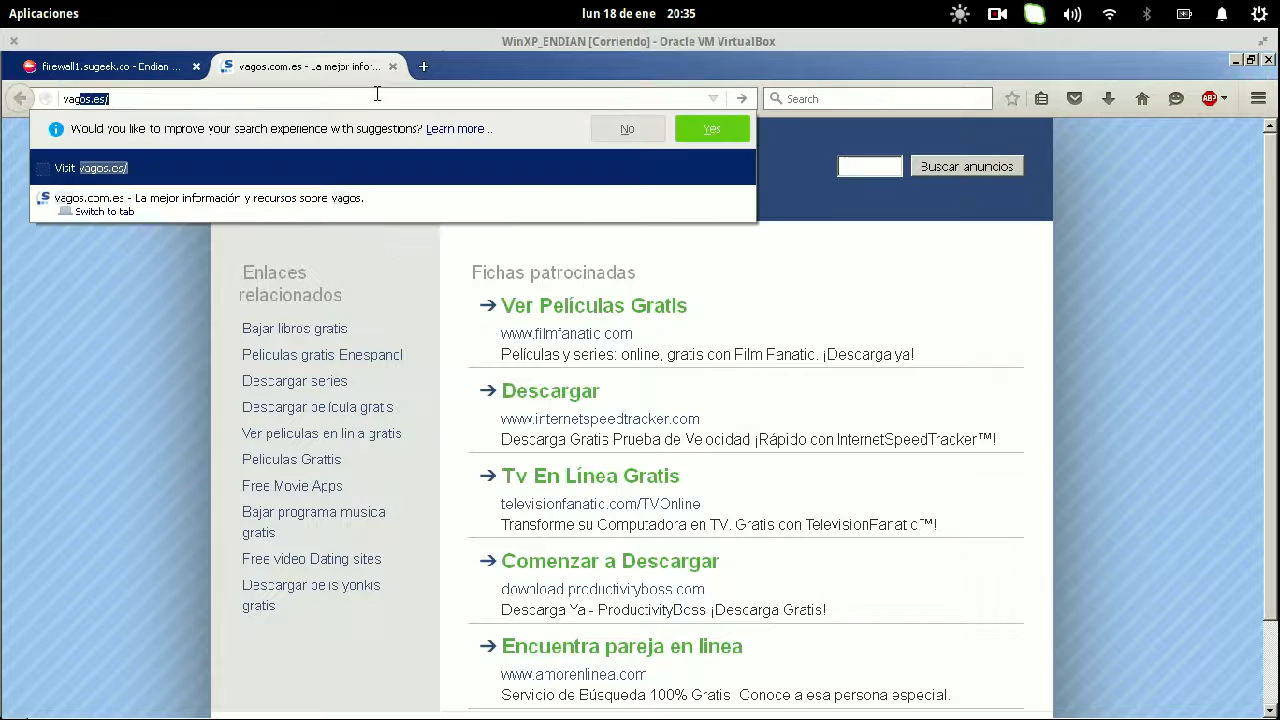 Aplicaciones
lun 18 de ene 20:35
WinXP_ENDIAN [Corriendo] - Oracle VM VirtualBox
firewall1.sugeek.co - Endian ...
vagos.com.es - La mejor infor...
vagos.es/
Search
ABP
Would you like to improve your search experience with suggestions? Learn more...
No
Yes
Visit vagos.es/
vagos.com.es - La mejor información y recursos sobre vagos.
Switch to tab
Buscar anuncios
Enlaces
relacionados
Bajar libros gratis
Peliculas gratis Enespanol
Descargar series
Descargar película gratis
Ver peliculas en linea gratis
Peliculas Grattis
Free Movie Apps
Bajar programa musica
gratis
Free video Dating sites
Descargar pelis yonkis
gratis
Fichas patrocinadas
Ver Películas Gratis
www.filmfanatic.com
Películas y series: online, gratis con Film Fanatic. ¡Descarga ya!
Descargar
www.internetspeedtracker.com
Descarga Gratis Prueba de Velocidad ¡Rápido con InternetSpeedTracker™!
Tv En Línea Gratis
televisionfanatic.com/TVOnline
Transforme su Computadora en TV. Gratis con TelevisionFanatic™!
Comenzar a Descargar
download.productivityboss.com
Descarga Ya - ProductivityBoss ¡Descarga Gratis!
Encuentra pareja en linea
www.amorenlinea.com
Servicio de Búsqueda 100% Gratis. Conoce a esa persona especial.